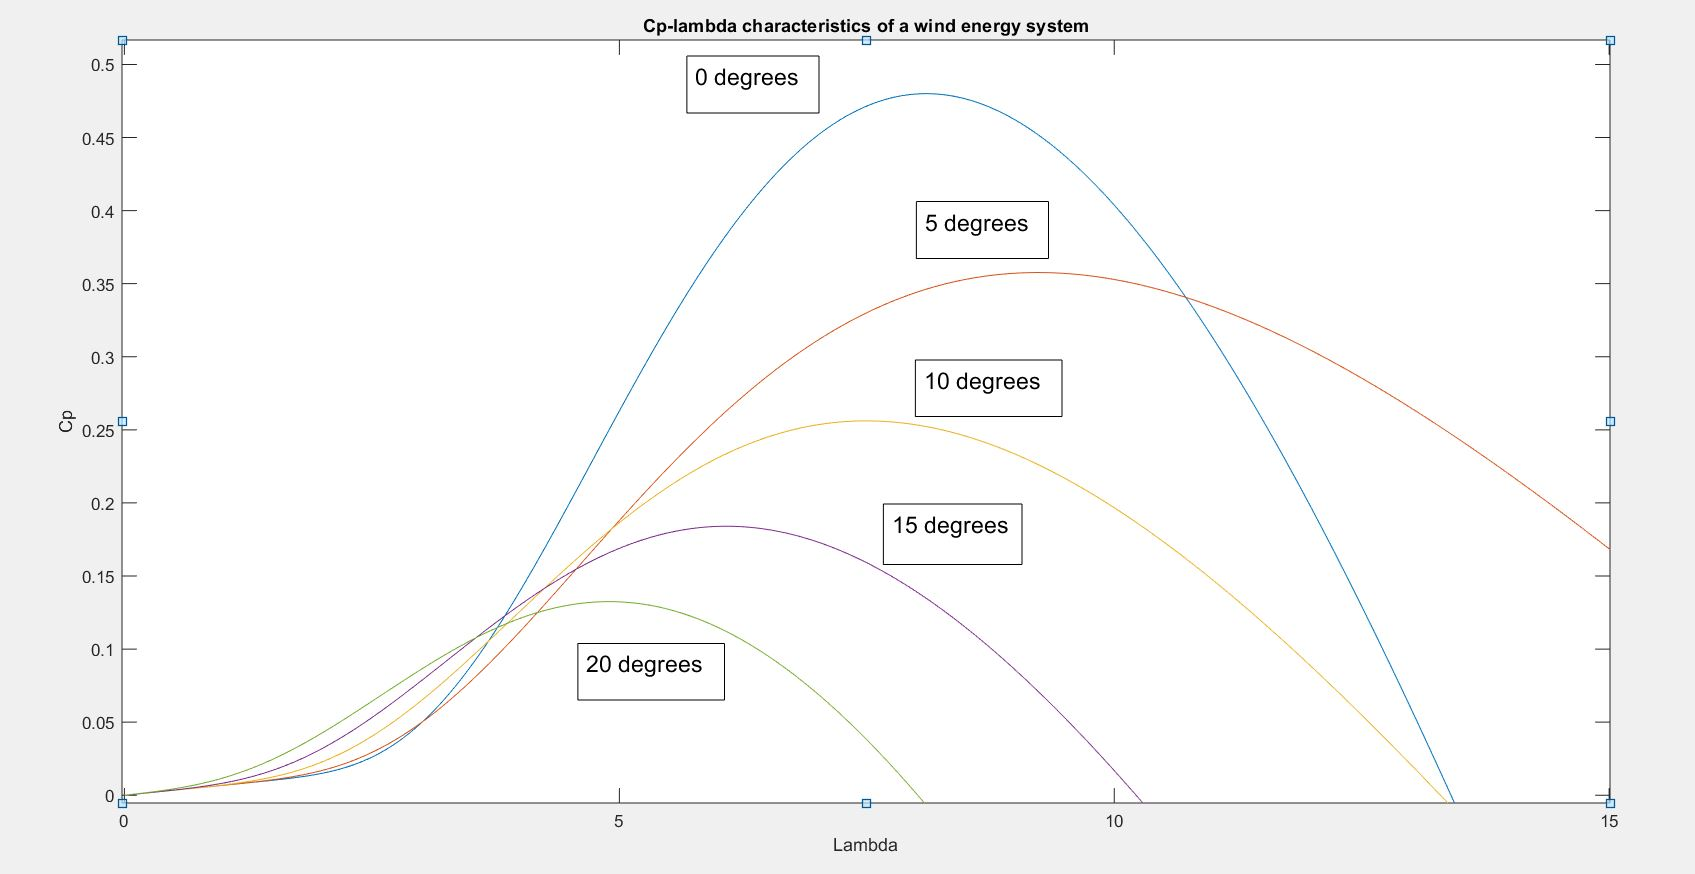 Cp-lambda characteristics of a wind energy system
0.5
0.45
0.4
0.35
0.3
0.25
0.2
0.15
0.1
0.05
0
Cp
0 degrees
5 degrees
10 degrees
15 degrees
20 degrees
0 5 10 15
Lambda